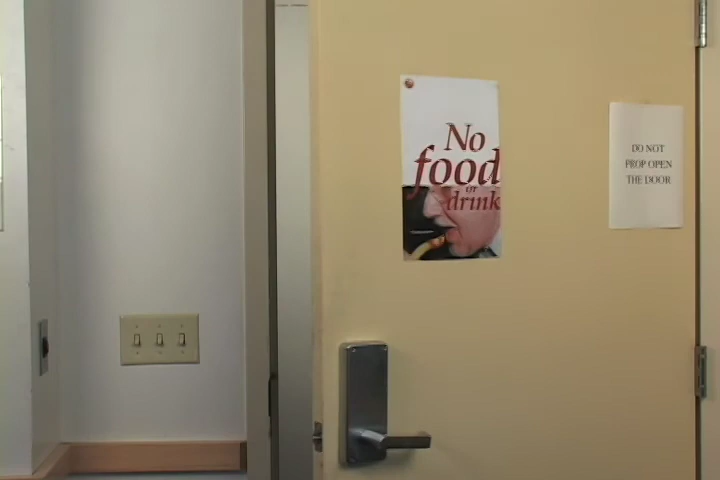 No
food
or
drink
DO NOT
PROP OPEN
THE DOOR